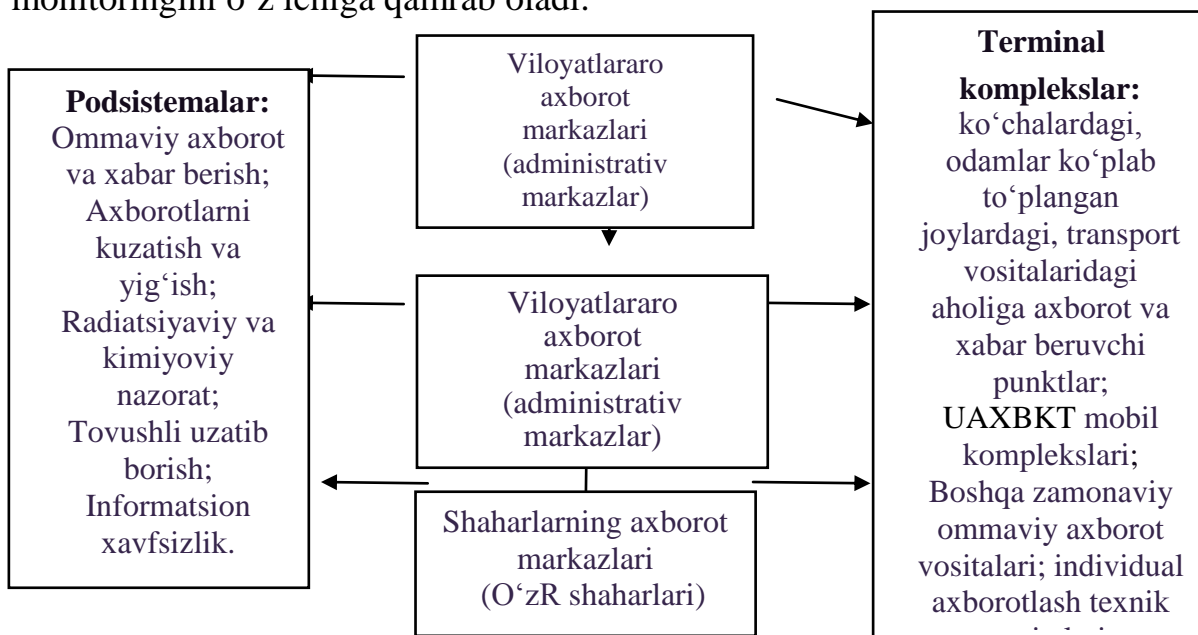 monitoringini o‘z ichiga qamrab oladi.
Podsistemalar:
Ommaviy axborot
va xabar berish;
Axborotlarni
kuzatish va
yig‘ish;
Radiatsiyaviy va
kimiyoviy
nazorat;
Tovushli uzatib
borish;
Informatsion
xavfsizlik.
Viloyatlararo
axborot
markazlari
(administrativ
markazlar)
Viloyatlararo
axborot
markazlari
(administrativ
markazlar)
Shaharlarning axborot
markazlari
(O‘zR shaharlari)
Terminal
komplekslar:
ko‘chalardagi,
odamlar ko‘plab
to‘plangan
joylardagi, transport
vositalaridagi
aholiga axborot va
xabar beruvchi
punktlar;
UAXBKT mobil
komplekslari;
Boshqa zamonaviy
ommaviy axborot
vositalari; individual
axborotlash texnik